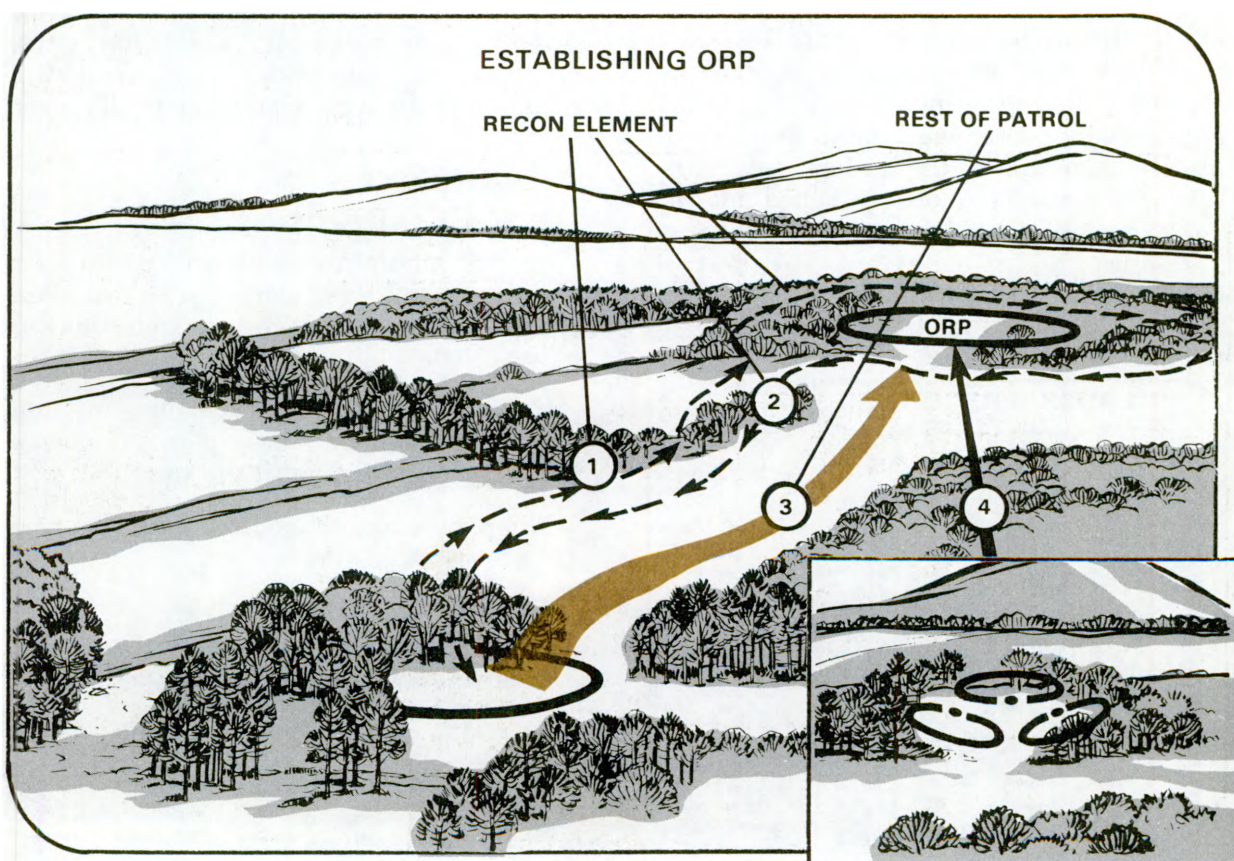 ESTABLISHING ORP
RECON ELEMENT
REST OF PATROL
ORP
2
1
3
4